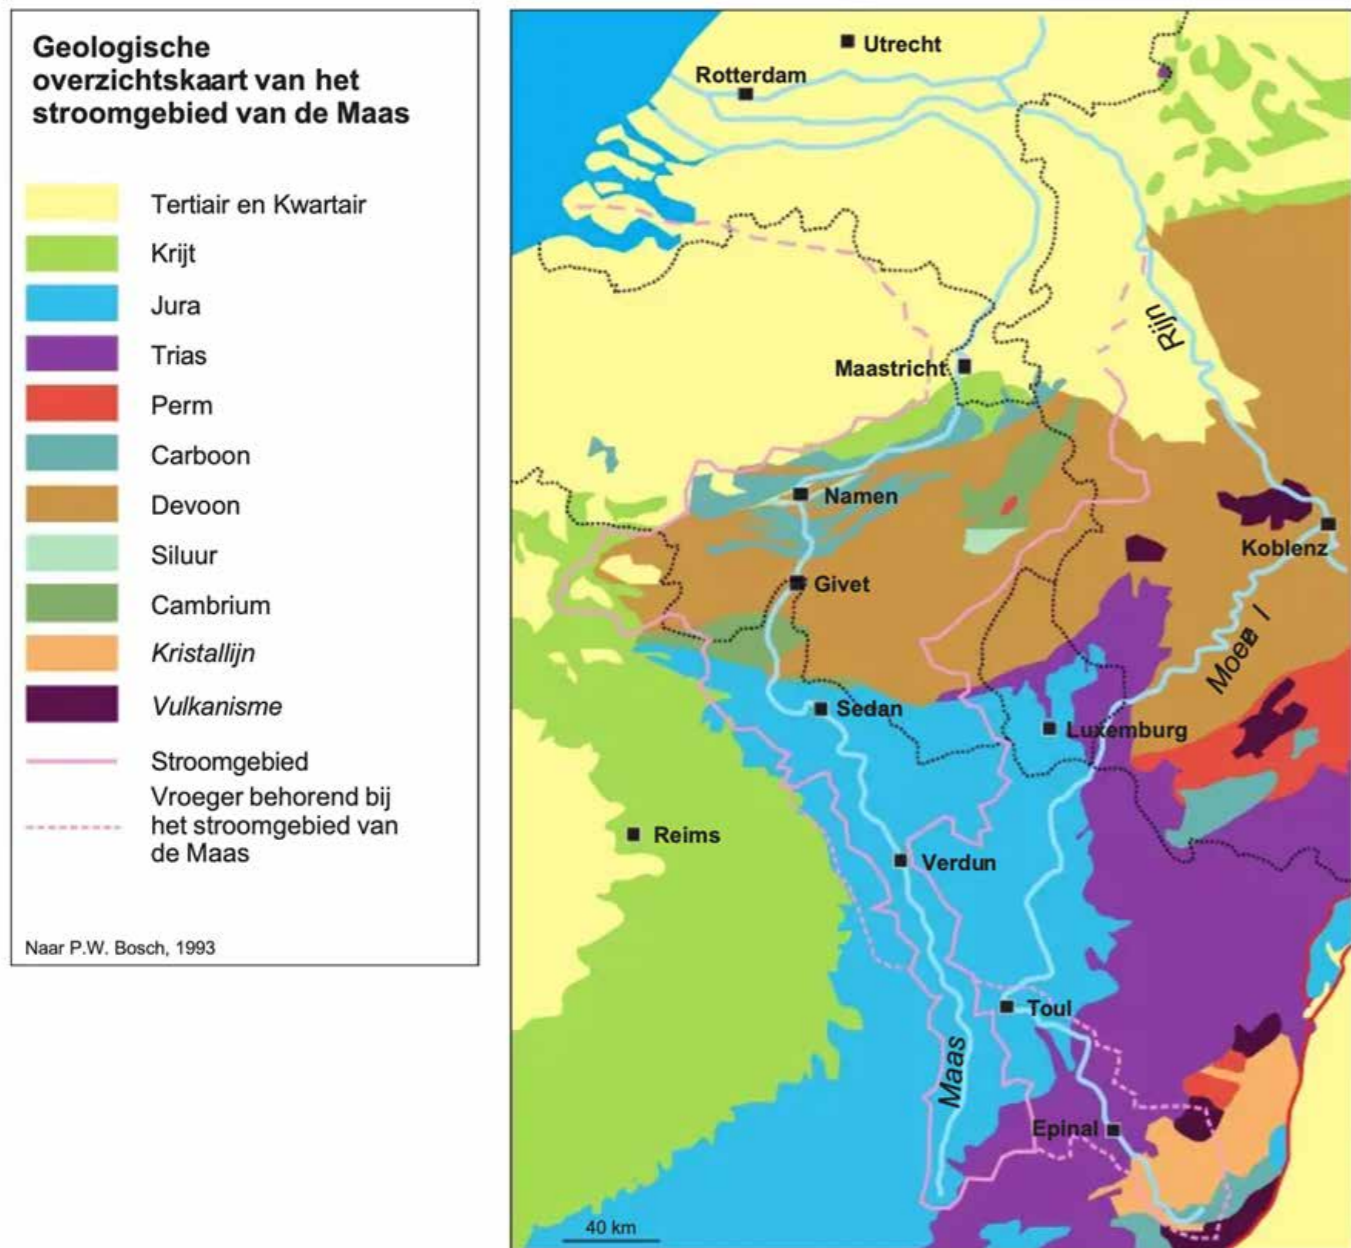 Geologische
overzichtskaart van het
stroomgebied van de Maas
Tertiair en Kwartair
Krijt
Jura
Trias
Perm
Carboon
Devoon
Siluur
Cambrium
Kristallijn
Vulkanisme
Stroomgebied
Vroeger behorend bij
het stroomgebied van
de Maas
Naar P.W. Bosch, 1993
Utrecht
Rotterdam
Rijn
Maastricht
Namen
Koblenz
Givet
Moeze l
Sedan
Luxemburg
Reims
Verdun
Toul
Maas
Epinal
40 km